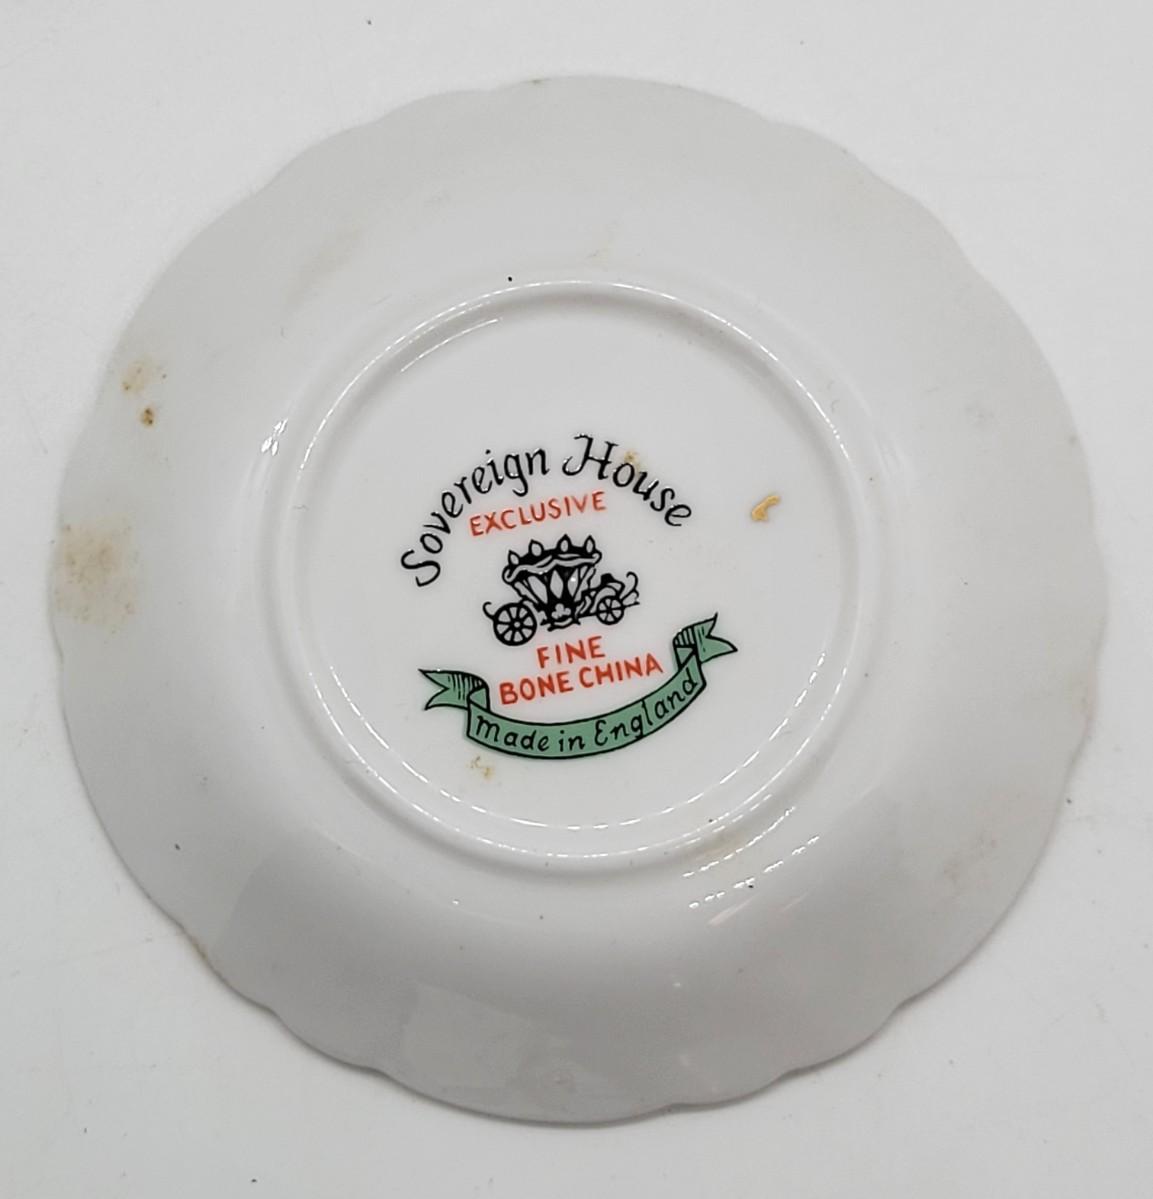 Sovereign House
EXCLUSIVE
FINE
BONE CHINA
Made in England